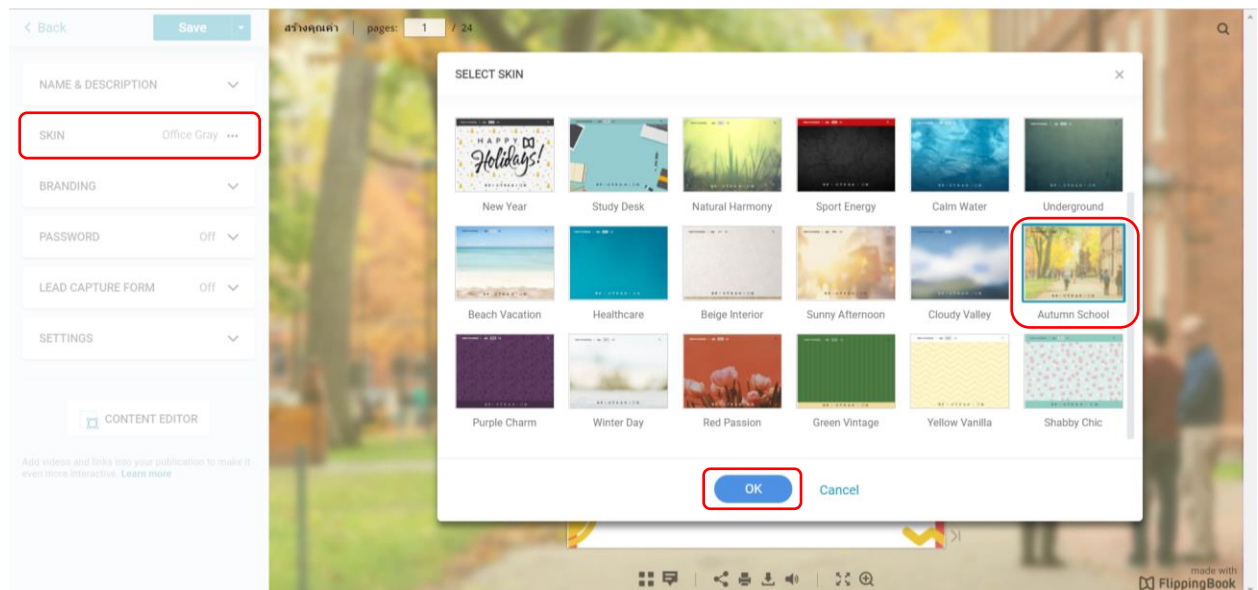 Back
Save
สร้างคุณค่า
pages:
1
/ 24
NAME & DESCRIPTION
SKIN
Office Gray
BRANDING
PASSWORD
Off
LEAD CAPTURE FORM
Off
SETTINGS
CONTENT EDITOR
Add videos and links into your publication to make it
even more interactive. Learn more
SELECT SKIN
HAPPY
Holidays!
New Year
Study Desk
Natural Harmony
Sport Energy
Calm Water
Underground
Beach Vacation
Healthcare
Beige Interior
Sunny Afternoon
Cloudy Valley
Autumn School
Purple Charm
Winter Day
Red Passion
Green Vintage
Yellow Vanilla
Shabby Chic
OK
Cancel
made with
FlippingBook